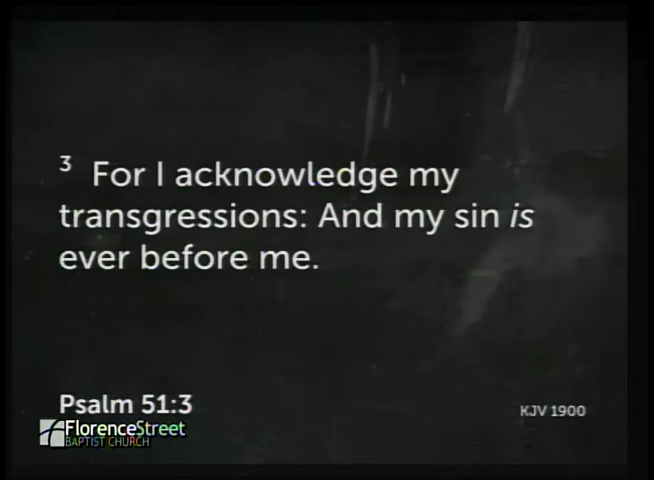 3 For I acknowledge my
transgressions: And my sin is
ever before me.
Psalm 51:3
KJV 1900
FlorenceStreet
BAPTIST CHURCH